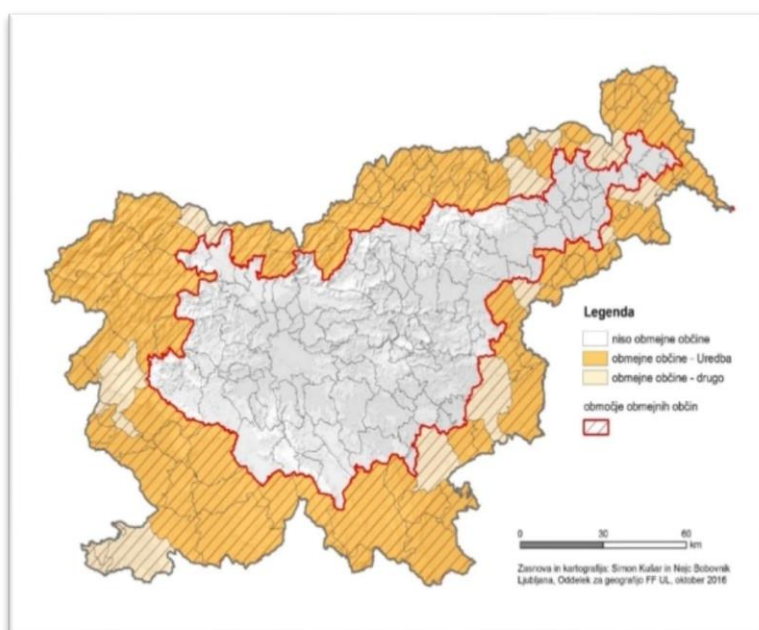 Legenda
niso obmejne občine
obmejne občine - Uredba
obmejne občine - drugo
območje obmejnih občin
0 30 60
km
Zasnova in kartografija: Simon Kušar in Nejc Bobovnik
Ljubljana, Oddelek za geografijo FF UL, oktober 2016